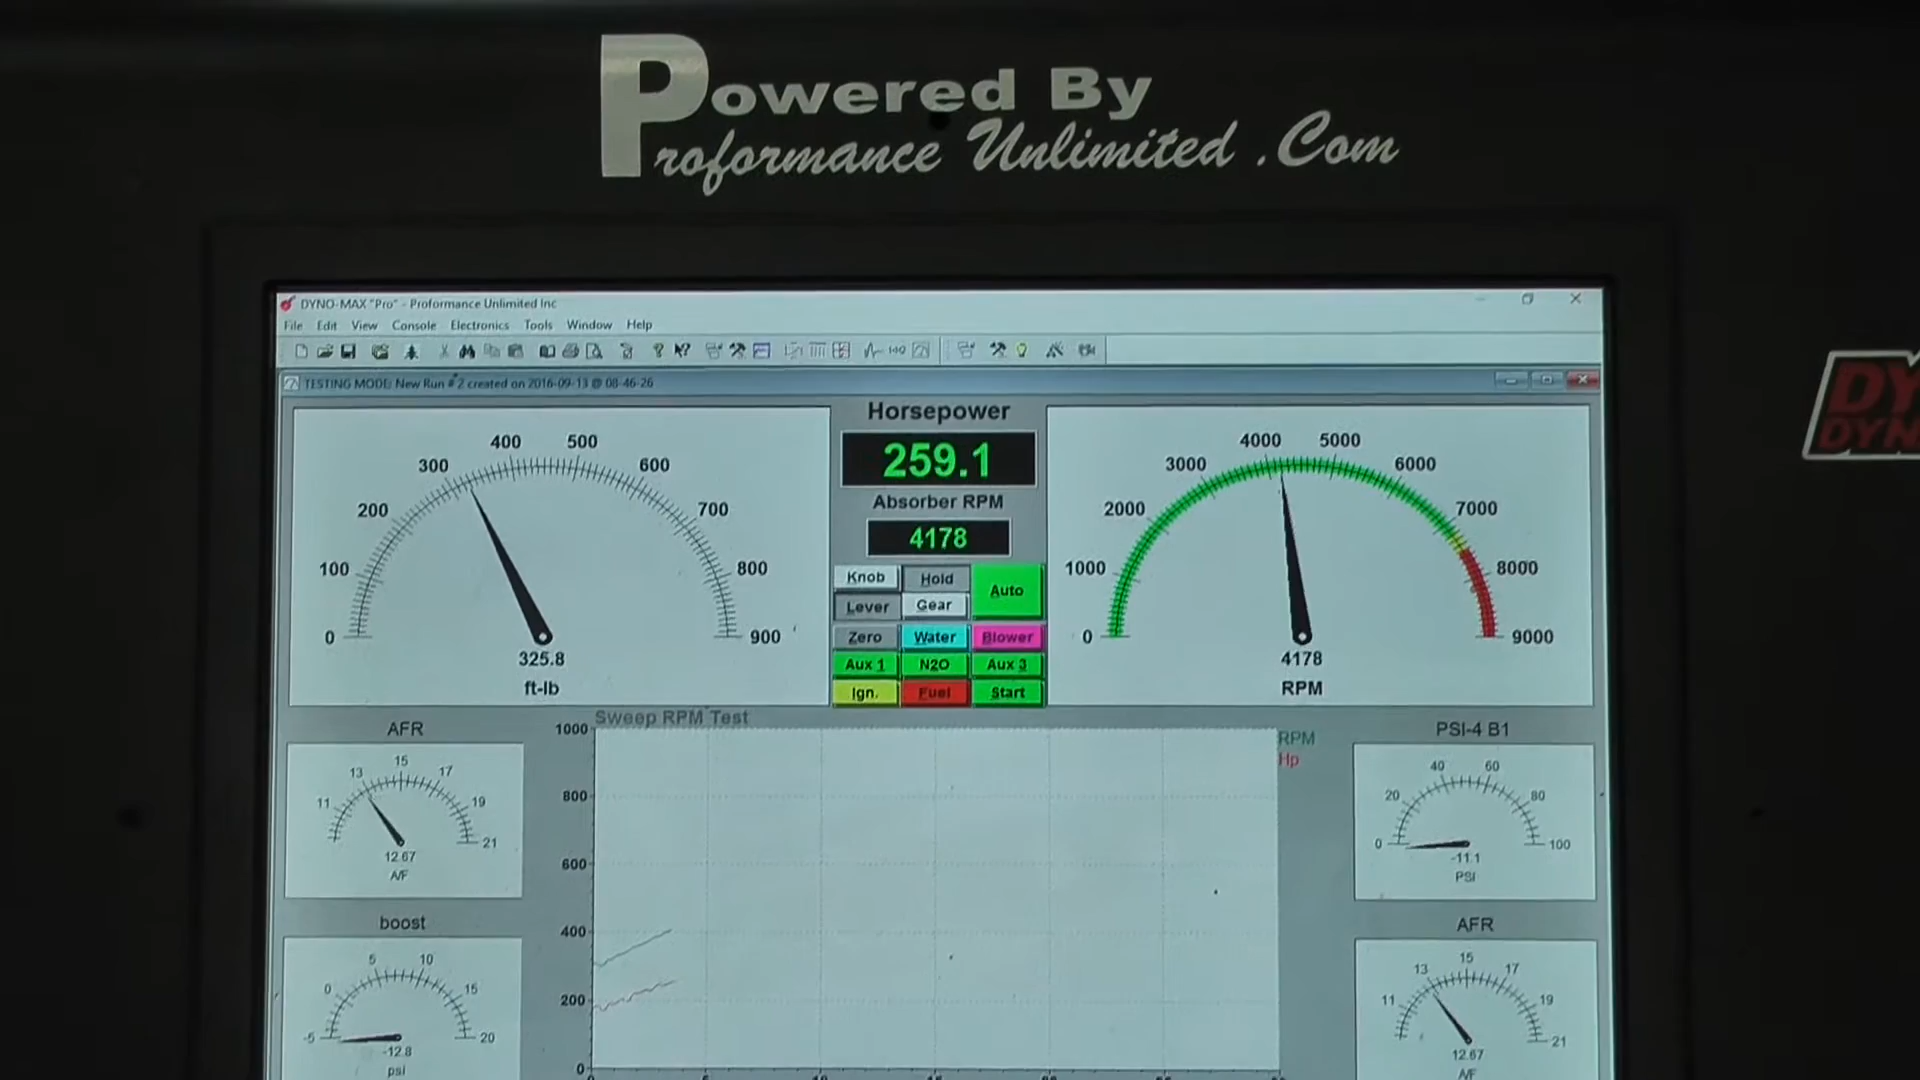 Powered By
Proformance Unlimited .Com
DYNO-MAX "Pro" - Proformance Unlimited Inc
File Edit View Console Electronics Tools Window Help
TESTING MODE: New Run # 2 created on 2016-09-13 @ 08-46-26
Horsepower
259.1
Absorber RPM
4178
0 100 200 300 400 500 600 700 800 900
325.8
ft-lb
Knob Hold Auto
Lever Gear
Zero Water Blower
Aux 1 N2O Aux 3
Ign. Fuel Start
0 1000 2000 3000 4000 5000 6000 7000 8000 9000
4178
RPM
AFR
11 13 15 17 19 21
12.67
A/F
boost
-5 0 5 10 15 20
-12.8
psi
Sweep RPM Test
1000
800
600
400
200
0
RPM
Hp
PSI-4 B1
0 20 40 60 80 100
-11.1
PSI
AFR
11 13 15 17 19 21
12.67
A/F
DY
DYN